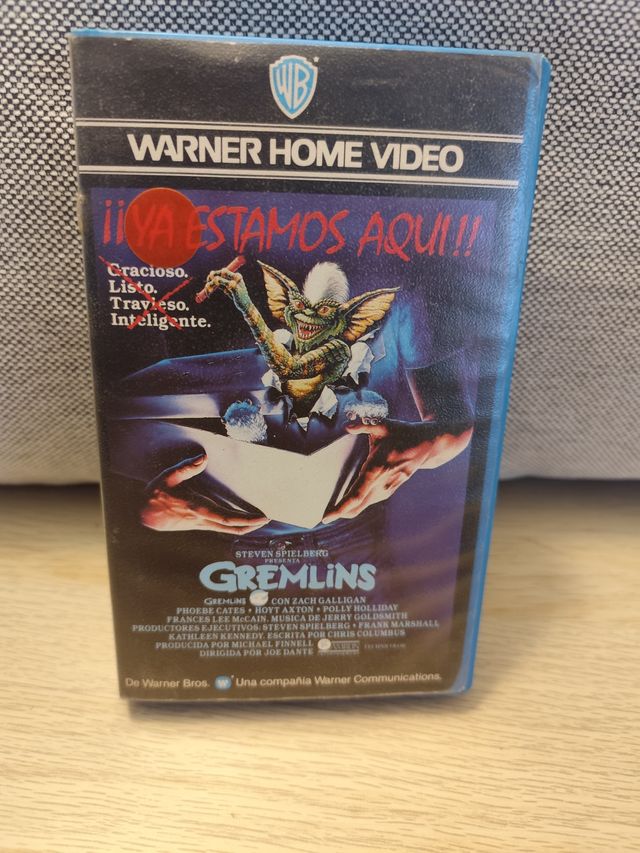 WB
WARNER HOME VIDEO
¡¡YA ESTAMOS AQUI!!
Gracioso.
Listo.
Travieso.
Inteligente.
STEVEN SPIELBERG
PRESENTA
GREMLINS
GREMLINS CON ZACH GALLIGAN
PHOEBE CATES • HOYT AXTON • POLLY HOLLIDAY
FRANCES LEE McCAIN. MUSICA DE JERRY GOLDSMITH
PRODUCTORES EJECUTIVOS: STEVEN SPIELBERG • FRANK MARSHALL
KATHLEEN KENNEDY. ESCRITA POR CHRIS COLUMBUS
PRODUCIDA POR MICHAEL FINNELL
DIRIGIDA POR JOE DANTE
De Warner Bros. Una compañía Warner Communications.